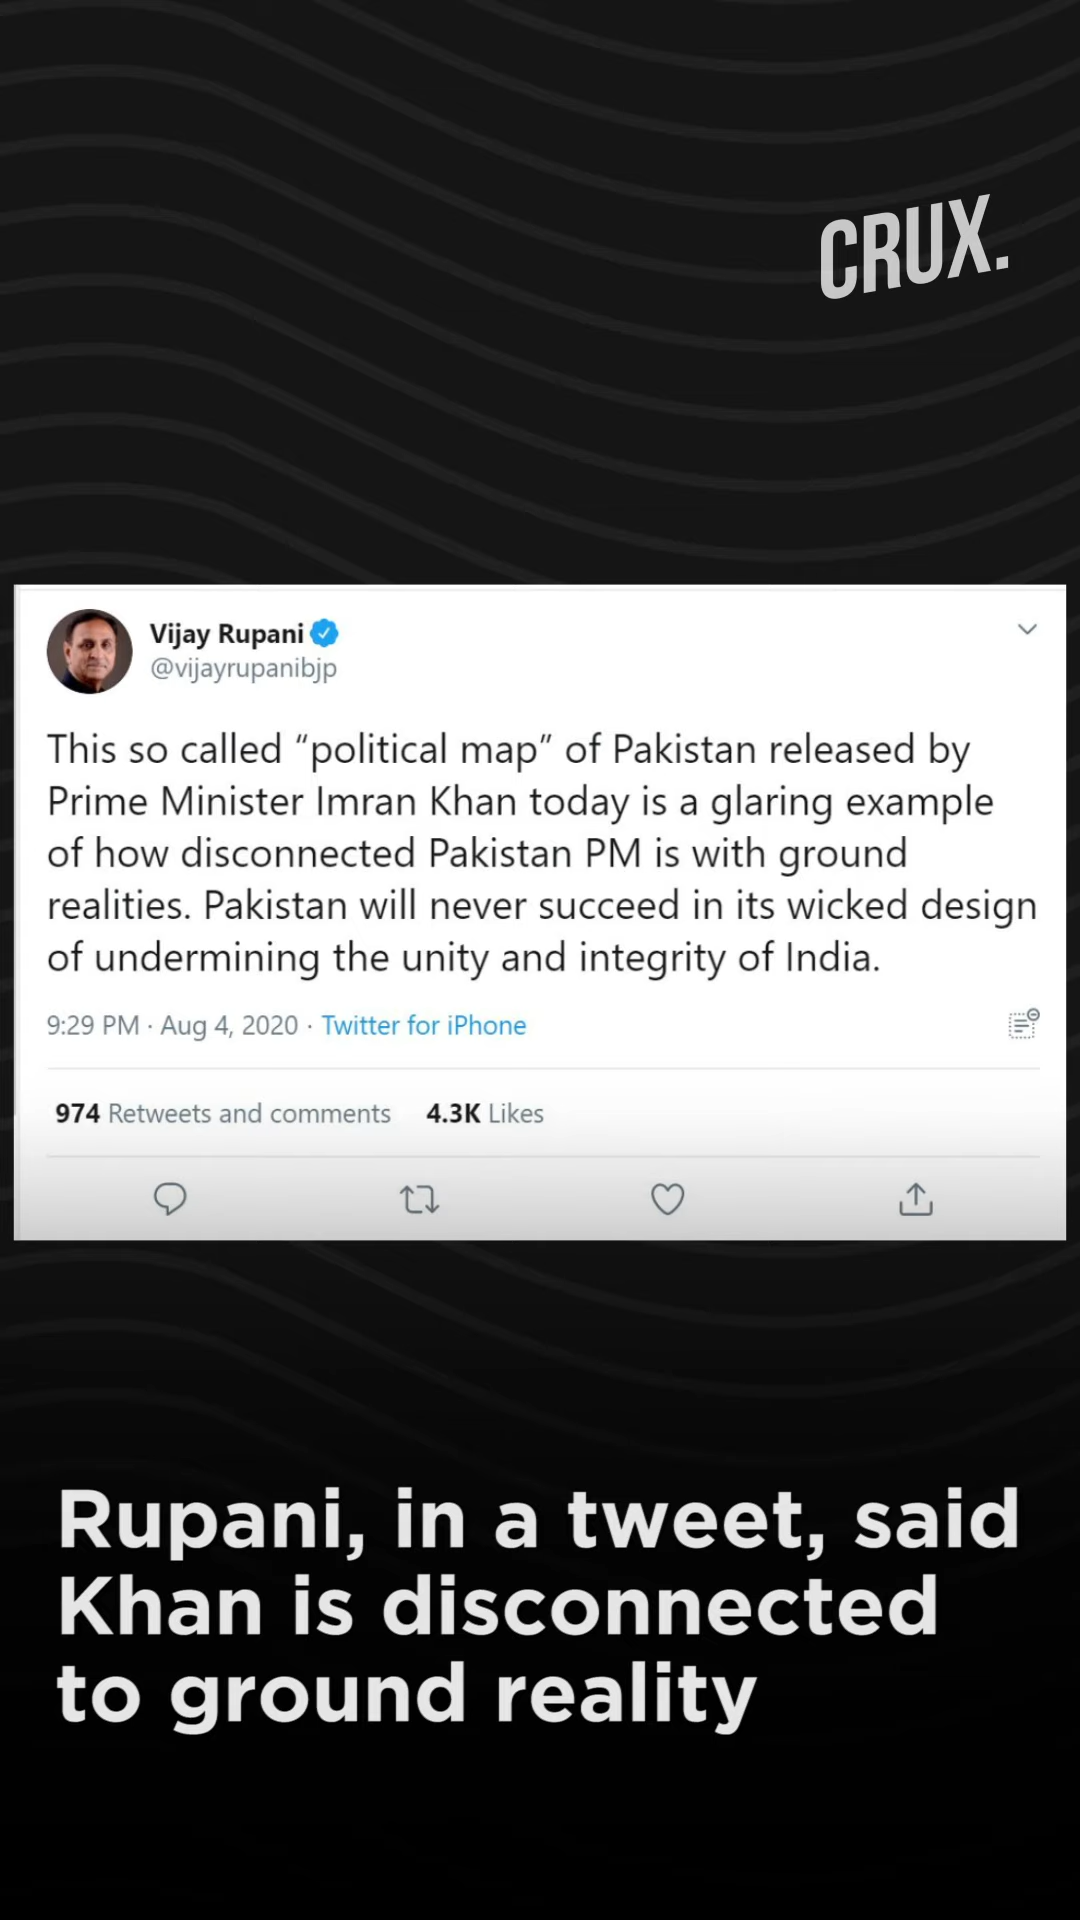 CRUX.
Vijay Rupani
@vijayrupanibjp
This so called “political map” of Pakistan released by
Prime Minister Imran Khan today is a glaring example
of how disconnected Pakistan PM is with ground
realities. Pakistan will never succeed in its wicked design
of undermining the unity and integrity of India.
9:29 PM · Aug 4, 2020 · Twitter for iPhone
974 Retweets and comments 4.3K Likes
Rupani, in a tweet, said
Khan is disconnected
to ground reality